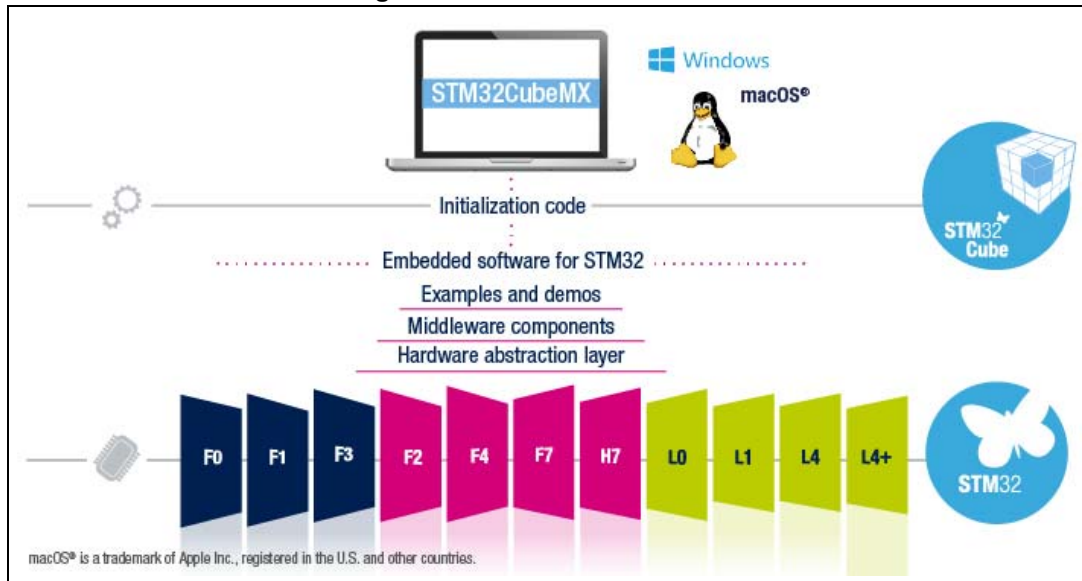 STM32CubeMX
Windows
macOS®
Initialization code
STM32
Cube
Embedded software for STM32
Examples and demos
Middleware components
Hardware abstraction layer
F0 F1 F3 F2 F4 F7 H7 L0 L1 L4 L4+
STM32
macOS® is a trademark of Apple Inc., registered in the U.S. and other countries.